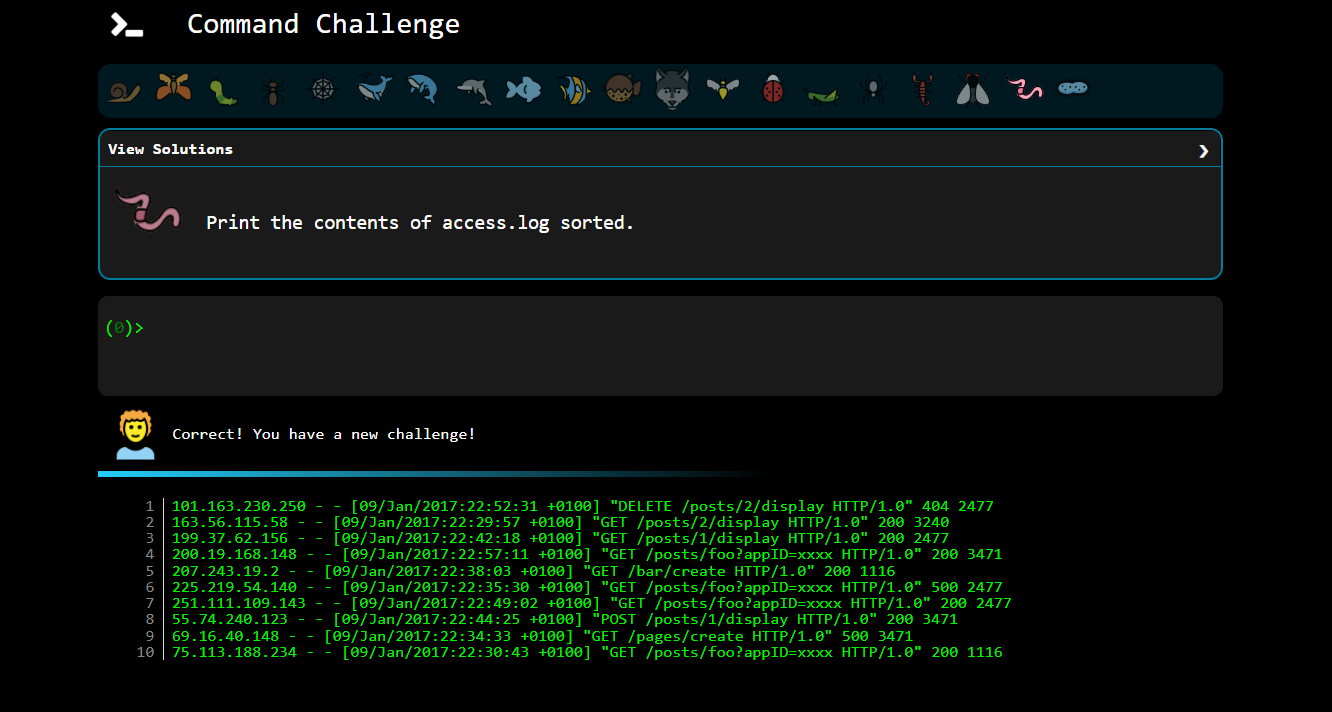 Command Challenge
View Solutions
Print the contents of access.log sorted.
(0)>
Correct! You have a new challenge!
1 101.163.230.250 - - [09/Jan/2017:22:52:31 +0100] "DELETE /posts/2/display HTTP/1.0" 404 2477
2 163.56.115.58 - - [09/Jan/2017:22:29:57 +0100] "GET /posts/2/display HTTP/1.0" 200 3240
3 199.37.62.156 - - [09/Jan/2017:22:42:18 +0100] "GET /posts/1/display HTTP/1.0" 200 2477
4 200.19.168.148 - - [09/Jan/2017:22:57:11 +0100] "GET /posts/foo?appID=xxxx HTTP/1.0" 200 3471
5 207.243.19.2 - - [09/Jan/2017:22:38:03 +0100] "GET /bar/create HTTP/1.0" 200 1116
6 225.219.54.140 - - [09/Jan/2017:22:35:30 +0100] "GET /posts/foo?appID=xxxx HTTP/1.0" 500 2477
7 251.111.109.143 - - [09/Jan/2017:22:49:02 +0100] "GET /posts/foo?appID=xxxx HTTP/1.0" 200 2477
8 55.74.240.123 - - [09/Jan/2017:22:44:25 +0100] "POST /posts/1/display HTTP/1.0" 200 3471
9 69.16.40.148 - - [09/Jan/2017:22:34:33 +0100] "GET /pages/create HTTP/1.0" 500 3471
10 75.113.188.234 - - [09/Jan/2017:22:30:43 +0100] "GET /posts/foo?appID=xxxx HTTP/1.0" 200 1116